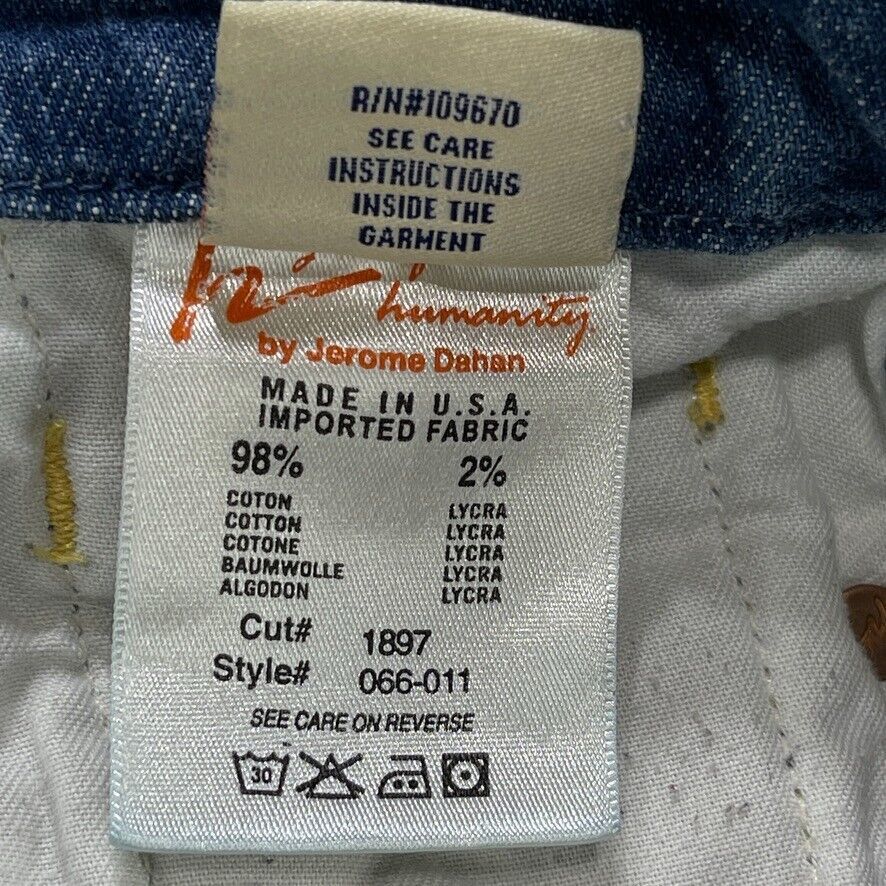 R/N#109670
SEE CARE
INSTRUCTIONS
INSIDE THE
GARMENT
humanity
by Jerome Dahan
MADE IN U.S.A.
IMPORTED FABRIC
98% 2%
COTON LYCRA
COTTON LYCRA
COTONE LYCRA
BAUMWOLLE LYCRA
ALGODON LYCRA
Cut# 1897
Style# 066-011
SEE CARE ON REVERSE
30